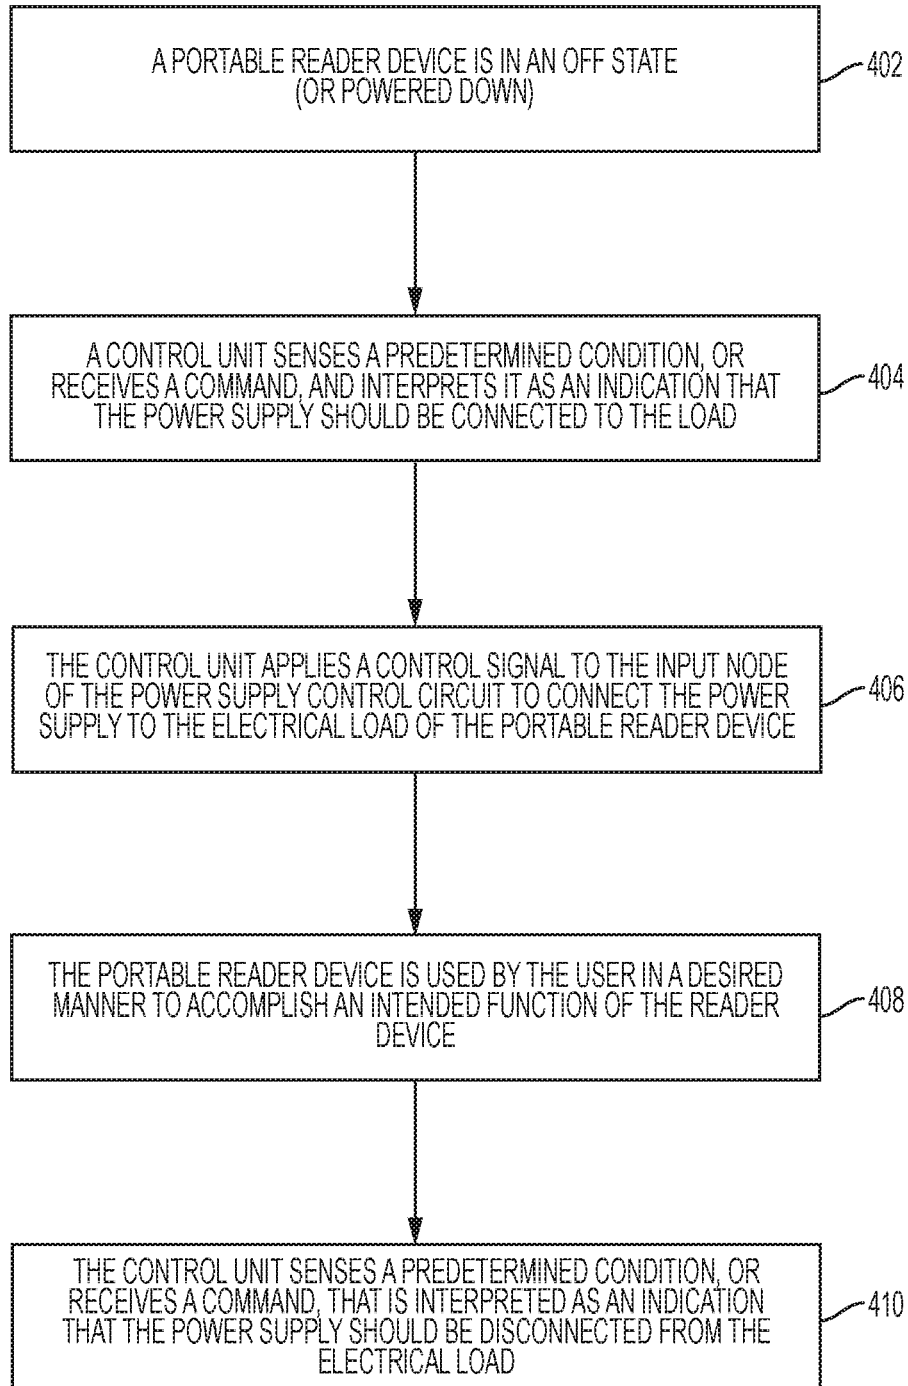 A PORTABLE READER DEVICE IS IN AN OFF STATE
(OR POWERED DOWN)
402
A CONTROL UNIT SENSES A PREDETERMINED CONDITION, OR
RECEIVES A COMMAND, AND INTERPRETS IT AS AN INDICATION THAT
THE POWER SUPPLY SHOULD BE CONNECTED TO THE LOAD
404
THE CONTROL UNIT APPLIES A CONTROL SIGNAL TO THE INPUT NODE
OF THE POWER SUPPLY CONTROL CIRCUIT TO CONNECT THE POWER
SUPPLY TO THE ELECTRICAL LOAD OF THE PORTABLE READER DEVICE
406
THE PORTABLE READER DEVICE IS USED BY THE USER IN A DESIRED
MANNER TO ACCOMPLISH AN INTENDED FUNCTION OF THE READER
DEVICE
408
THE CONTROL UNIT SENSES A PREDETERMINED CONDITION, OR
RECEIVES A COMMAND, THAT IS INTERPRETED AS AN INDICATION
THAT THE POWER SUPPLY SHOULD BE DISCONNECTED FROM THE
ELECTRICAL LOAD
410